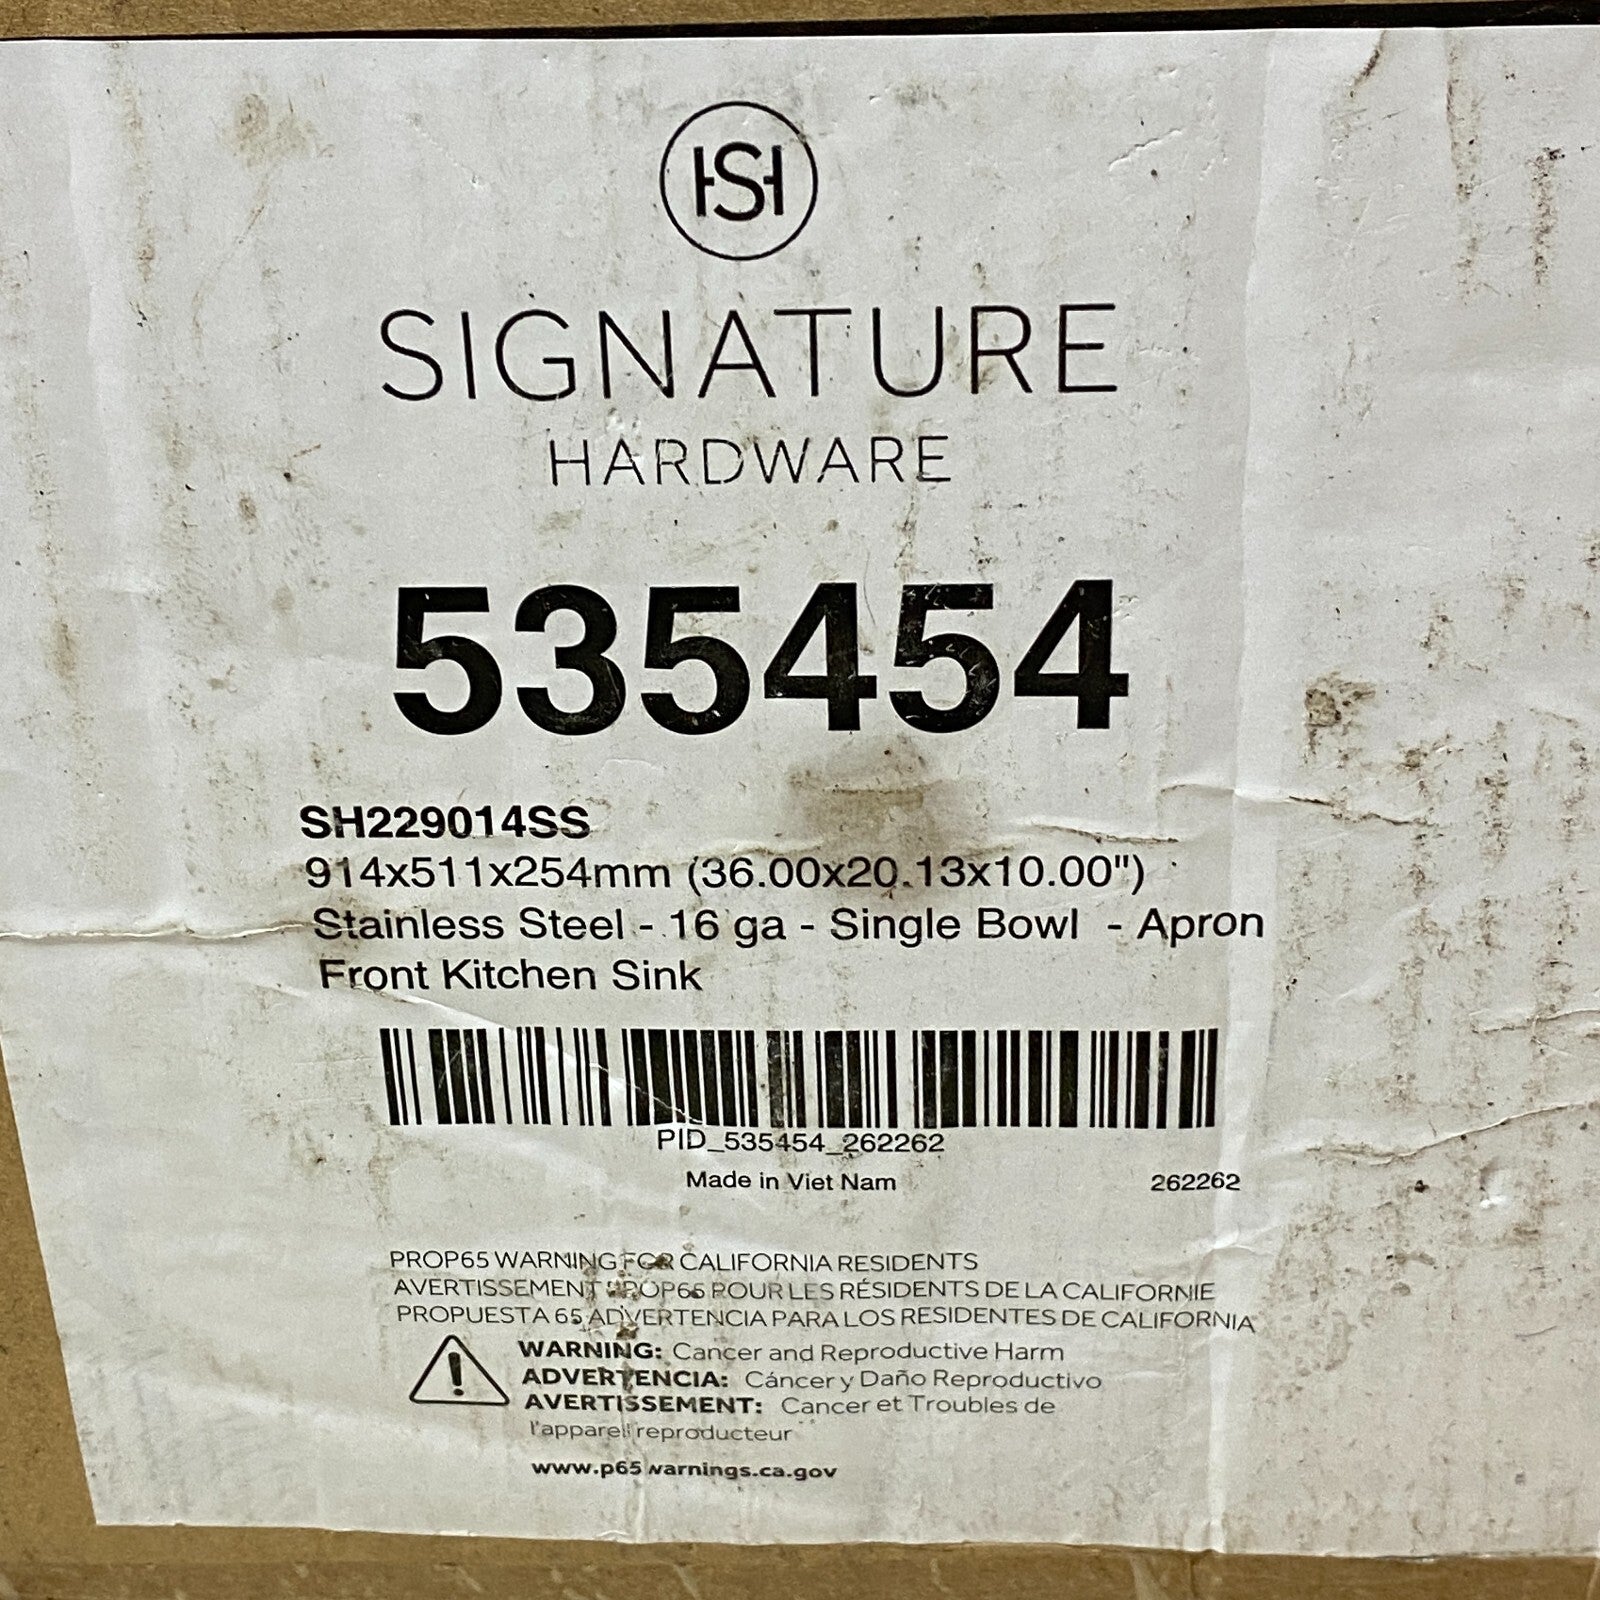 HSH
SIGNATURE
HARDWARE
535454
SH229014SS
914x511x254mm (36.00x20.13x10.00")
Stainless Steel - 16 ga - Single Bowl - Apron
Front Kitchen Sink
PID_535454_262262
Made in Viet Nam 262262
PROP65 WARNING FOR CALIFORNIA RESIDENTS
AVERTISSEMENT PROP65 POUR LES RÉSIDENTS DE LA CALIFORNIE
PROPUESTA 65 ADVERTENCIA PARA LOS RESIDENTES DE CALIFORNIA
WARNING: Cancer and Reproductive Harm
ADVERTENCIA: Cáncer y Daño Reproductivo
AVERTISSEMENT: Cancer et Troubles de
l'appareil reproducteur
www.p65warnings.ca.gov